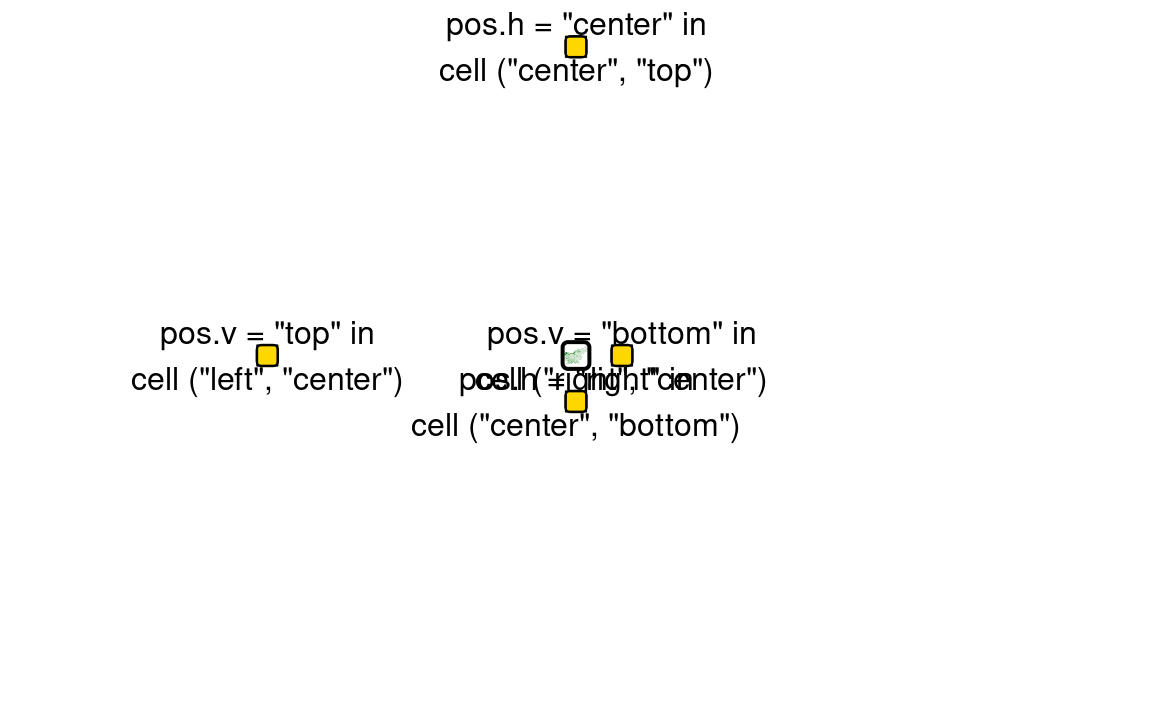 pos.h = "center" in
cell ("center", "top")
pos.v = "top" in
cell ("left", "center")
pos.v = "bottom" in
cell ("right", "center")
pos.h = "right" in
cell ("center", "bottom")